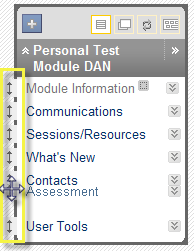 Personal Test
Module DAN
Module Information
Communications
Sessions/Resources
What's New
Contacts
Assessment
User Tools